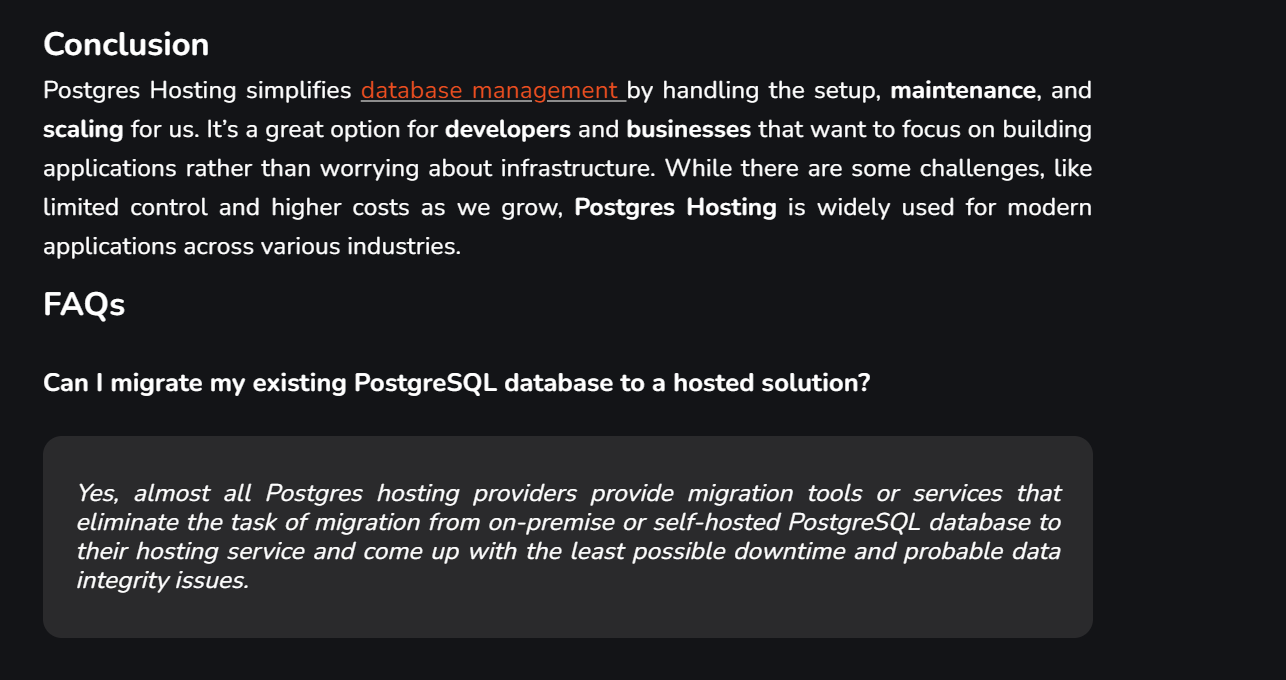 Conclusion
Postgres Hosting simplifies database management by handling the setup, maintenance, and
scaling for us. It’s a great option for developers and businesses that want to focus on building
applications rather than worrying about infrastructure. While there are some challenges, like
limited control and higher costs as we grow, Postgres Hosting is widely used for modern
applications across various industries.
FAQs
Can I migrate my existing PostgreSQL database to a hosted solution?
Yes, almost all Postgres hosting providers provide migration tools or services that
eliminate the task of migration from on-premise or self-hosted PostgreSQL database to
their hosting service and come up with the least possible downtime and probable data
integrity issues.